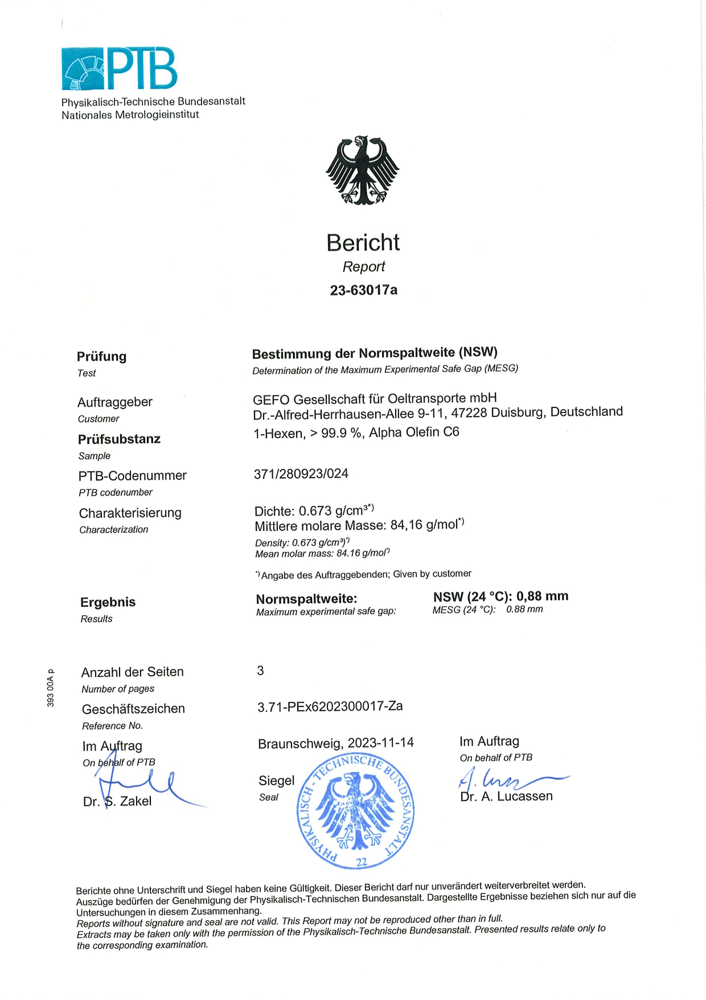 PTB
Physikalisch-Technische Bundesanstalt
Nationales Metrologieinstitut
Bericht
Report
23-63017a
Prüfung
Test
Bestimmung der Normspaltweite (NSW)
Determination of the Maximum Experimental Safe Gap (MESG)
Auftraggeber
Customer
GEFO Gesellschaft für Oeltransporte mbH
Dr.-Alfred-Herrhausen-Allee 9-11, 47228 Duisburg, Deutschland
Prüfsubstanz
Sample
1-Hexen, > 99.9 %, Alpha Olefin C6
PTB-Codenummer
PTB codenumber
371/280923/024
Charakterisierung
Characterization
Dichte: 0.673 g/cm³*)
Mittlere molare Masse: 84,16 g/mol*)
Density: 0.673 g/cm³)*)
Mean molar mass: 84.16 g/mol*)
*) Angabe des Auftraggebenden; Given by customer
Ergebnis
Results
Normspaltweite: NSW (24 °C): 0,88 mm
Maximum experimental safe gap: MESG (24 °C): 0.88 mm
Anzahl der Seiten
Number of pages
3
393 00A p
Geschäftszeichen
Reference No.
3.71-PEx6202300017-Za
Im Auftrag
On behalf of PTB
Dr. S. Zakel
Braunschweig, 2023-11-14
Siegel
Seal
PHYSIKALISCH - TECHNISCHE BUNDESANSTALT
22
Im Auftrag
On behalf of PTB
Dr. A. Lucassen
Berichte ohne Unterschrift und Siegel haben keine Gültigkeit. Dieser Bericht darf nur unverändert weiterverbreitet werden.
Auszüge bedürfen der Genehmigung der Physikalisch-Technischen Bundesanstalt. Dargestellte Ergebnisse beziehen sich nur auf die
Untersuchungen in diesem Zusammenhang.
Reports without signature and seal are not valid. This Report may not be reproduced other than in full.
Extracts may be taken only with the permission of the Physikalisch-Technische Bundesanstalt. Presented results relate only to
the corresponding examination.